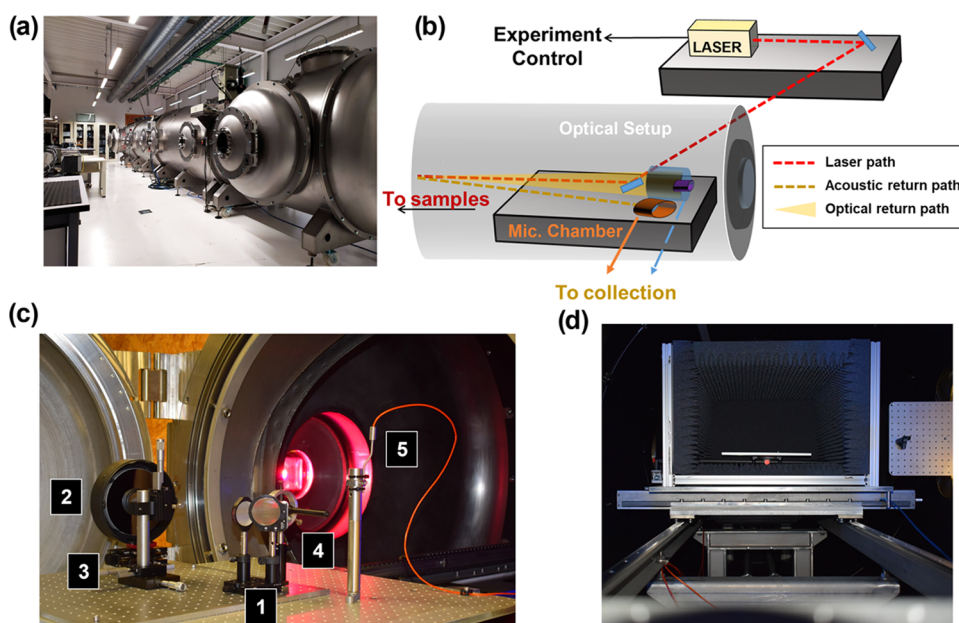 (a)
(b)
LASER
Experiment
Control
Optical Setup
Laser path
Acoustic return path
Optical return path
To samples
Mic. Chamber
To collection
(c)
(d)
5
2
4
3
1